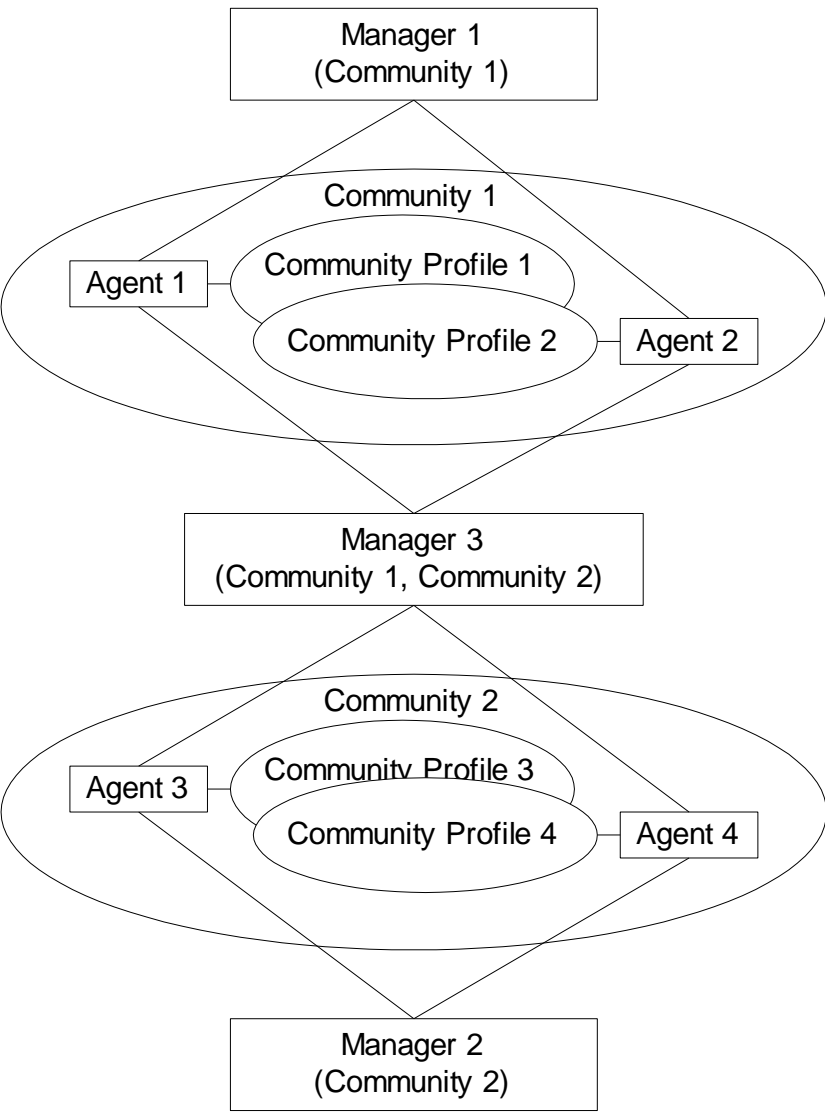 Manager 1
(Community 1)
Community 1
Community Profile 1
Agent 1
Community Profile 2
Agent 2
Manager 3
(Community 1, Community 2)
Community 2
Community Profile 3
Agent 3
Community Profile 4
Agent 4
Manager 2
(Community 2)